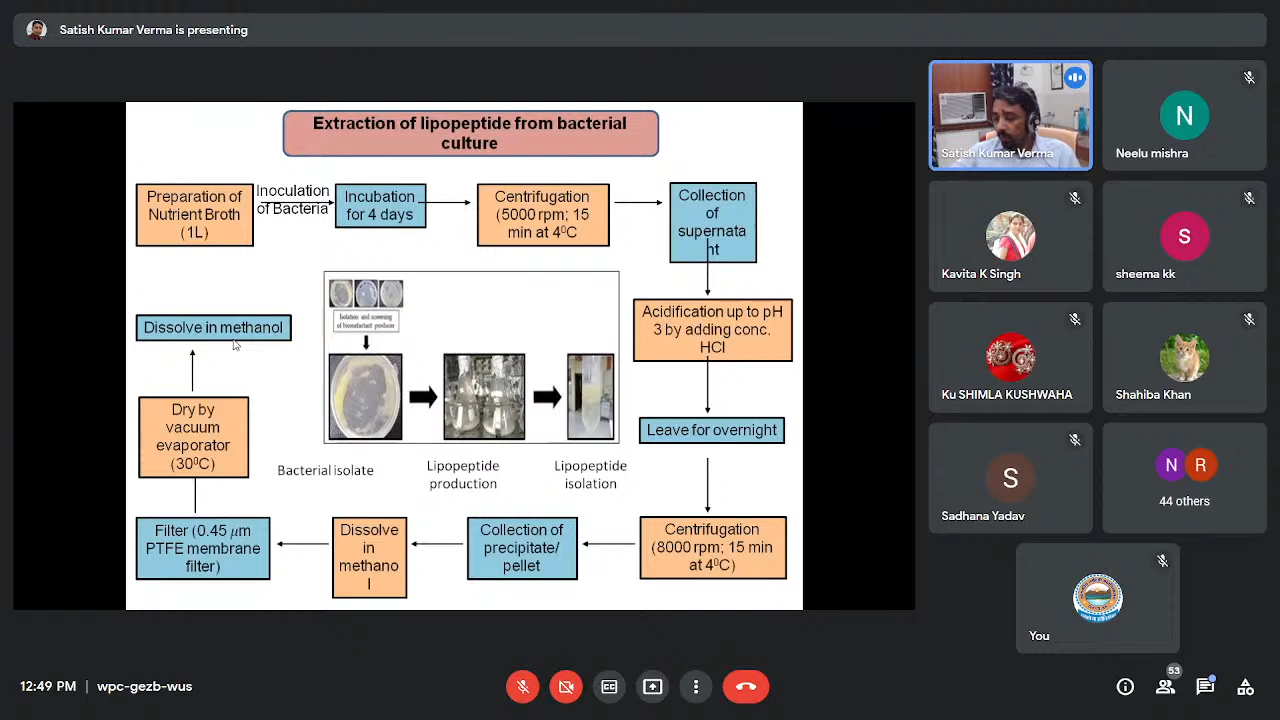 Satish Kumar Verma is presenting
Extraction of lipopeptide from bacterial
culture
Preparation of
Nutrient Broth
(1L)
Inoculation
of Bacteria
Incubation
for 4 days
Centrifugation
(5000 rpm; 15
min at 4⁰C
Collection
of
superna ta
nt
Acidification up to pH
3 by adding conc.
HCl
Leave for overnight
Centrifugation
(8000 rpm; 15 min
at 4⁰C)
Collection of
precipitate/
pellet
Dissolve
in
methano
l
Filter (0.45 μm
PTFE membrane
filter)
Dry by
vacuum
evaporator
(30⁰C)
Dissolve in methanol
Isolation and screening
of biosurfactant producer
Bacterial isolate
Lipopeptide
production
Lipopeptide
isolation
Satish Kumar Verma
N
Neelu mishra
Kavita K Singh
S
sheema kk
Ku SHIMLA KUSHWAHA
Shahiba Khan
S
Sadhana Yadav
N R
44 others
You
12:49 PM | wpc-gezb-wus
CC
53